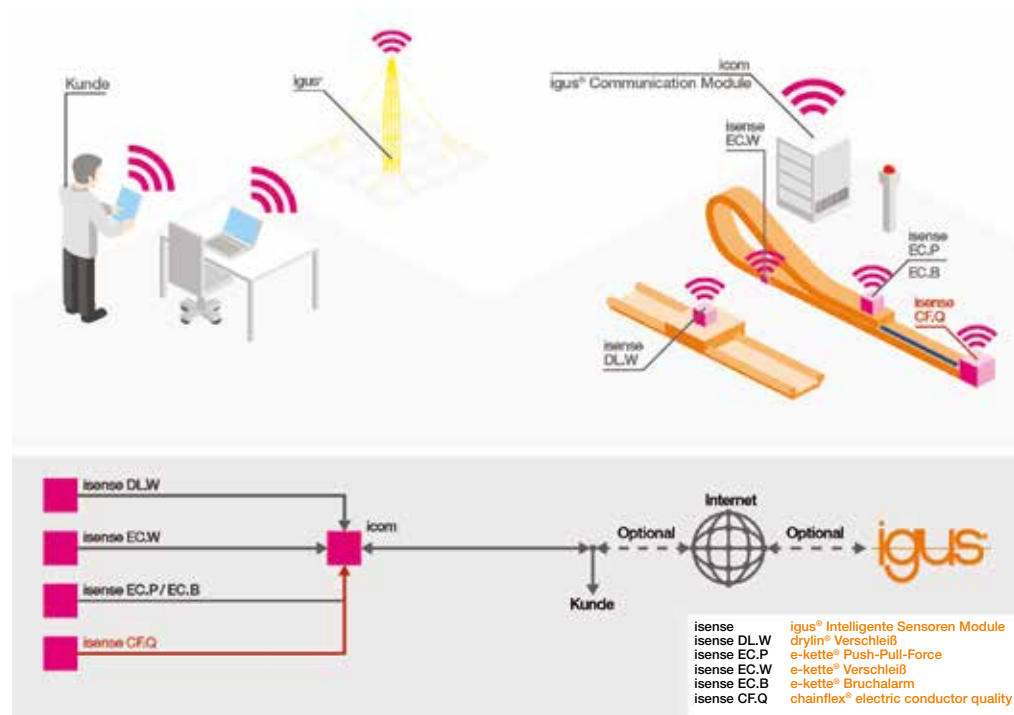 Kunde
igus®
icom
igus® Communication Module
isense
EC.W
isense
EC.P
EC.B
isense
CF.Q
isense
DL.W
isense DL.W
isense EC.W
isense EC.P / EC.B
isense CF.Q
icom
Kunde
Optional
Internet
Optional
igus®
isense igus® Intelligente Sensoren Module
isense DL.W drylin® Verschleiß
isense EC.P e-kette® Push-Pull-Force
isense EC.W e-kette® Verschleiß
isense EC.B e-kette® Bruchalarm
isense CF.Q chainflex® electric conductor quality